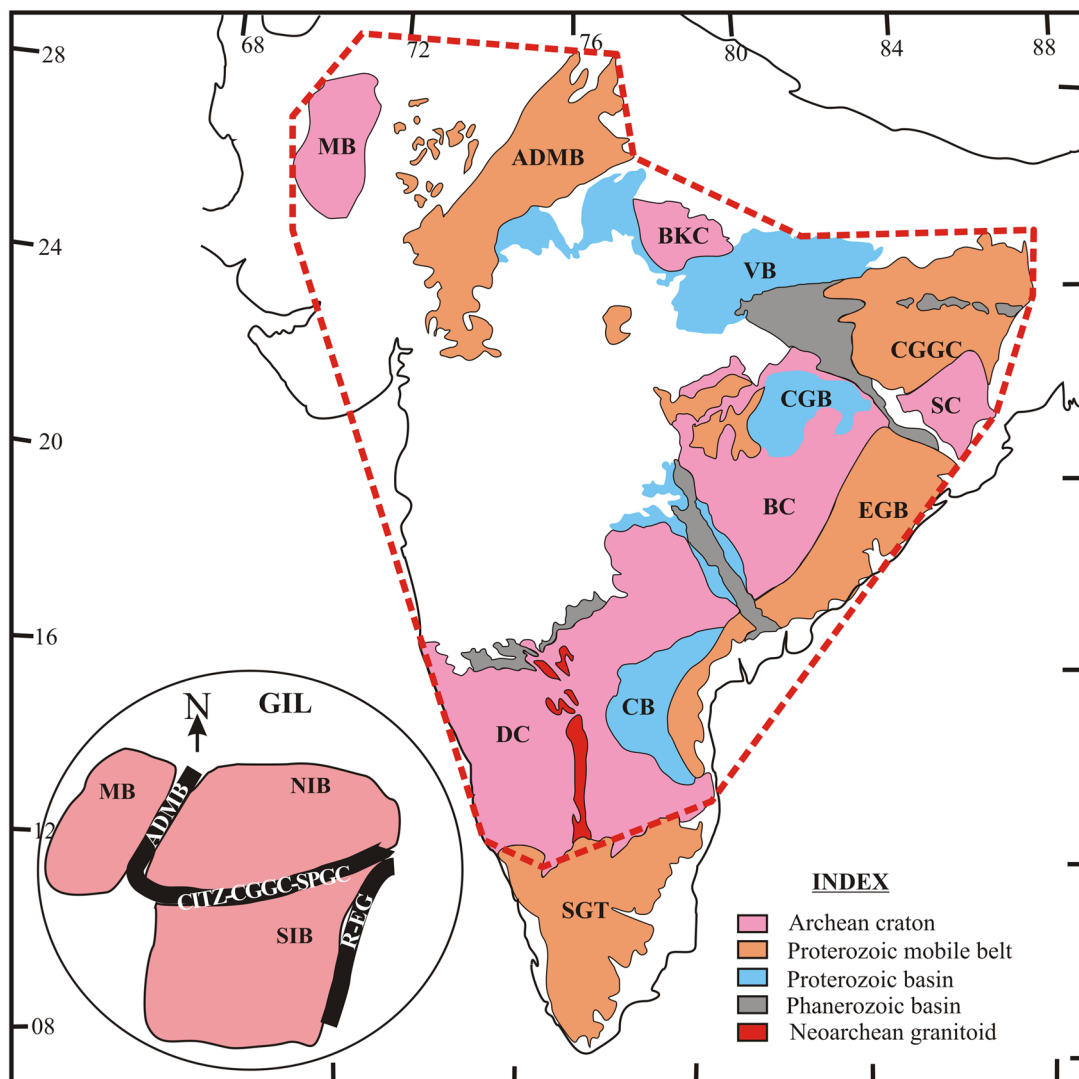 68
72
76
80
84
88
28
24
20
16
12
08
MB
ADMB
BKC
VB
CGGC
CGB
SC
BC
EGB
CB
DC
SGT
N
GIL
MB
NIB
ADMB
CITZ-CGGC-SPGC
SIB
R-EG
INDEX
Archean craton
Proterozoic mobile belt
Proterozoic basin
Phanerozoic basin
Neoarchean granitoid